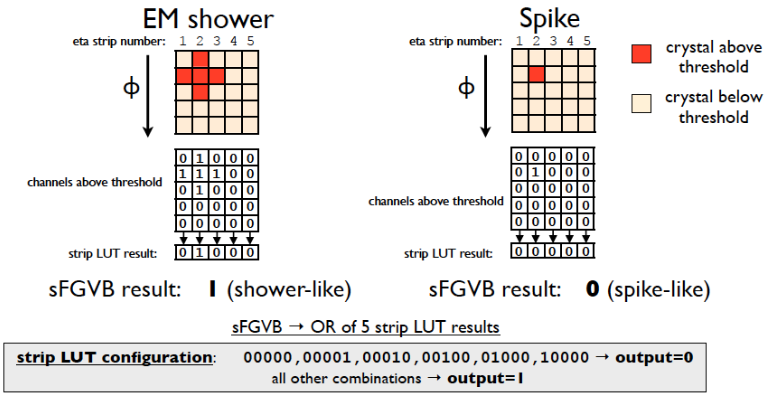 EM shower
eta strip number: 1 2 3 4 5
ϕ
0 1 0 0 0
1 1 1 0 0
channels above threshold
0 1 0 0 0
0 0 0 0 0
0 0 0 0 0
strip LUT result: 0 1 0 0 0
sFGVB result: 1 (shower-like)
Spike
eta strip number: 1 2 3 4 5
ϕ
0 0 0 0 0
0 1 0 0 0
0 0 0 0 0
channels above threshold
0 0 0 0 0
0 0 0 0 0
strip LUT result: 0 0 0 0 0
sFGVB result: 0 (spike-like)
crystal above
threshold
crystal below
threshold
sFGVB → OR of 5 strip LUT results
strip LUT configuration: 00000,00001,00010,00100,01000,10000 → output=0
all other combinations → output=1